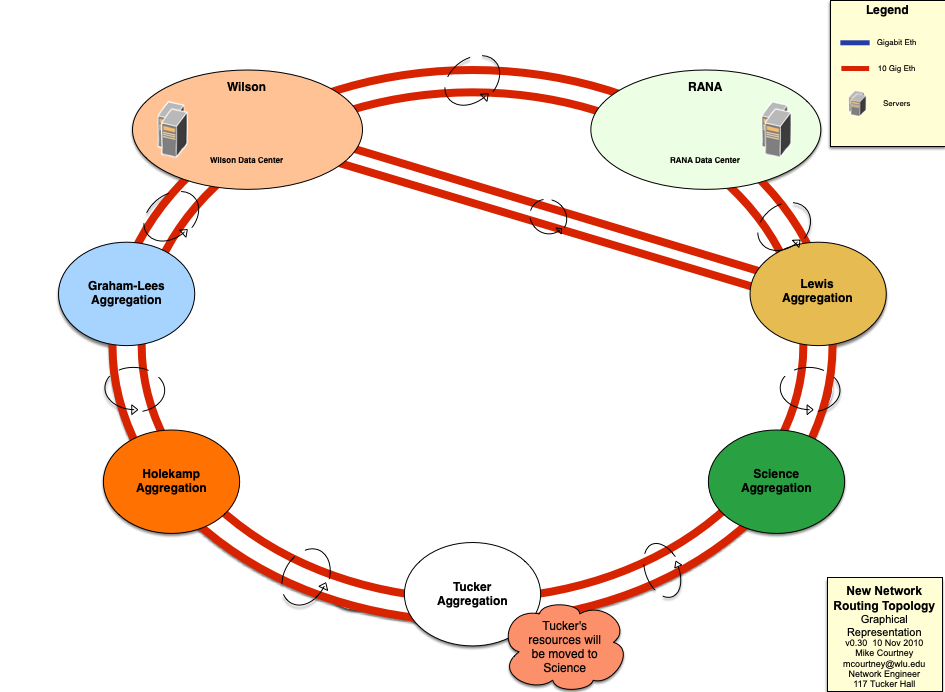 Legend
Gigabit Eth
10 Gig Eth
Servers
Wilson
Wilson Data Center
RANA
RANA Data Center
Graham-Lees
Aggregation
Lewis
Aggregation
Holekamp
Aggregation
Science
Aggregation
Tucker
Aggregation
Tucker's
resources will
be moved to
Science
New Network
Routing Topology
Graphical
Representation
v0.30 10 Nov 2010
Mike Courtney
mcourtney@wlu.edu
Network Engineer
117 Tucker Hall